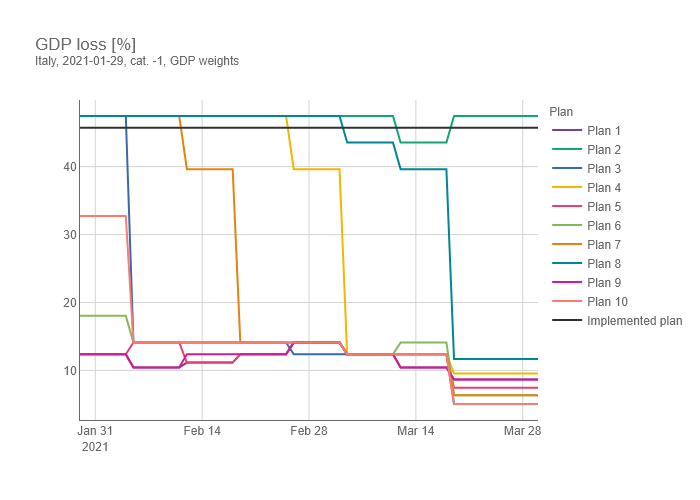 GDP loss [%]
Italy, 2021-01-29, cat. -1, GDP weights
Plan
Plan 1
Plan 2
Plan 3
Plan 4
Plan 5
Plan 6
Plan 7
Plan 8
Plan 9
Plan 10
Implemented plan
40
30
20
10
Jan 31
2021
Feb 14
Feb 28
Mar 14
Mar 28